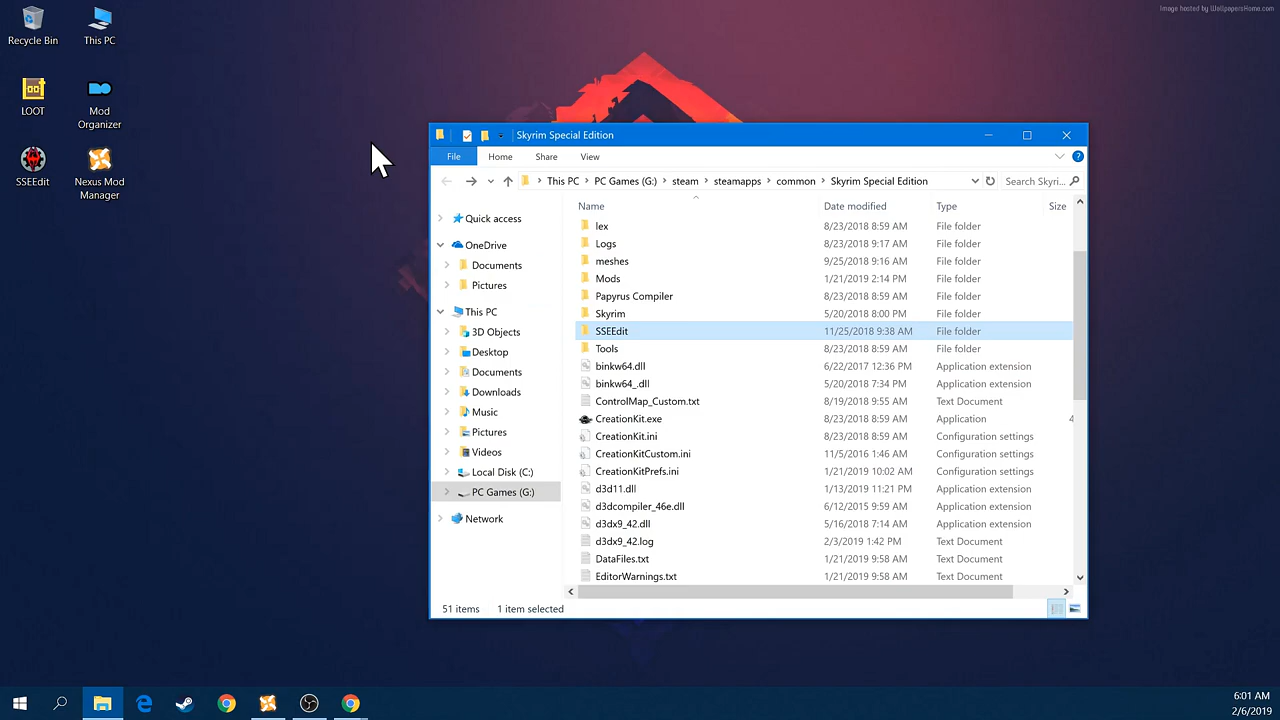 Image hosted by WallpapersHome.com
Recycle Bin
This PC
LOOT
Mod
Organizer
SSEEdit
Nexus Mod
Manager
Skyrim Special Edition
File Home Share View
This PC PC Games (G:) steam steamapps common Skyrim Special Edition Search Skyri...
Quick access
OneDrive
Documents
Pictures
This PC
3D Objects
Desktop
Documents
Downloads
Music
Pictures
Videos
Local Disk (C:)
PC Games (G:)
Network
Name Date modified Type Size
lex 8/23/2018 8:59 AM File folder
Logs 8/23/2018 9:17 AM File folder
meshes 9/25/2018 9:16 AM File folder
Mods 1/21/2019 2:14 PM File folder
Papyrus Compiler 8/23/2018 8:59 AM File folder
Skyrim 5/20/2018 8:00 PM File folder
SSEEdit 11/25/2018 9:38 AM File folder
Tools 8/23/2018 8:59 AM File folder
binkw64.dll 6/22/2017 12:36 PM Application extension
binkw64_.dll 5/20/2018 7:34 PM Application extension
ControlMap_Custom.txt 8/19/2018 9:55 AM Text Document
CreationKit.exe 8/23/2018 8:59 AM Application 4
CreationKit.ini 8/23/2018 8:59 AM Configuration settings
CreationKitCustom.ini 11/5/2016 1:46 AM Configuration settings
CreationKitPrefs.ini 1/21/2019 10:02 AM Configuration settings
d3d11.dll 1/13/2019 11:21 PM Application extension
d3dcompiler_46e.dll 6/12/2015 9:59 AM Application extension
d3dx9_42.dll 5/16/2018 7:14 AM Application extension
d3dx9_42.log 2/3/2019 1:42 PM Text Document
DataFiles.txt 1/21/2019 9:58 AM Text Document
EditorWarnings.txt 1/21/2019 9:58 AM Text Document
51 items 1 item selected
6:01 AM
2/6/2019